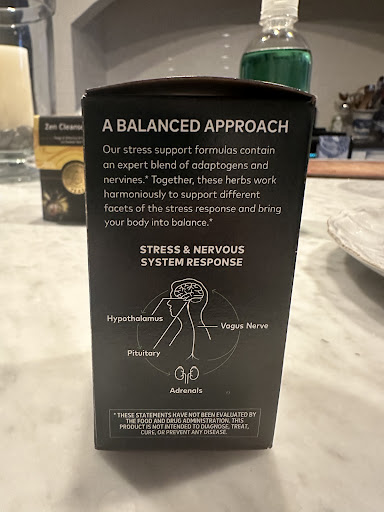 A BALANCED APPROACH
Our stress support formulas contain
an expert blend of adaptogens and
nervines.* Together, these herbs work
harmoniously to support different
facets of the stress response and bring
your body into balance.*
STRESS & NERVOUS
SYSTEM RESPONSE
Hypothalamus
Vagus Nerve
Pituitary
Adrenals
* THESE STATEMENTS HAVE NOT BEEN EVALUATED BY
THE FOOD AND DRUG ADMINISTRATION. THIS
PRODUCT IS NOT INTENDED TO DIAGNOSE, TREAT,
CURE, OR PREVENT ANY DISEASE.
Zen Cleanse